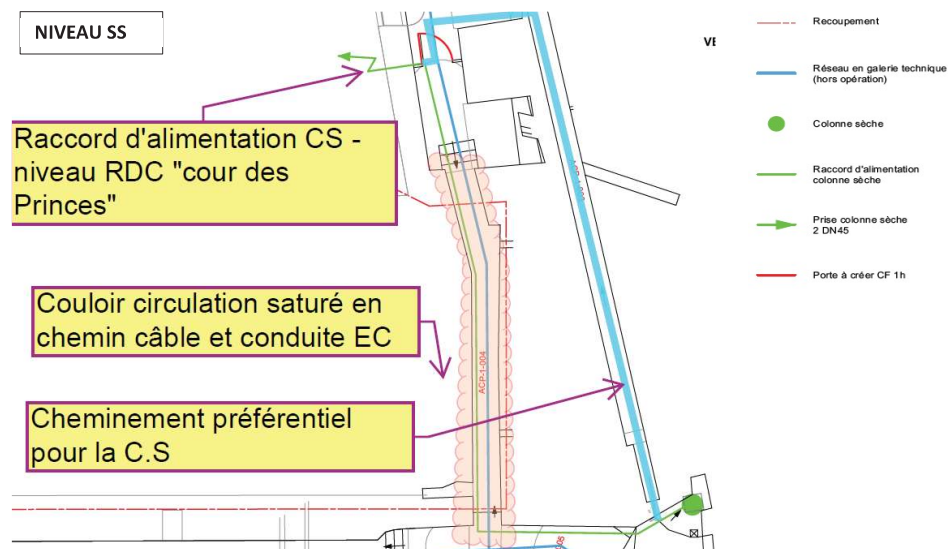 NIVEAU SS
Raccord d'alimentation CS -
niveau RDC "cour des
Princes"
Couloir circulation saturé en
chemin câble et conduite EC
Cheminement préférentiel
pour la C.S
ACP-1-004
Recoupement
Réseau en galerie technique
(hors opération)
Colonne sèche
Raccord d'alimentation
colonne sèche
Prise colonne sèche
2 DN45
Porte à créer CF 1h